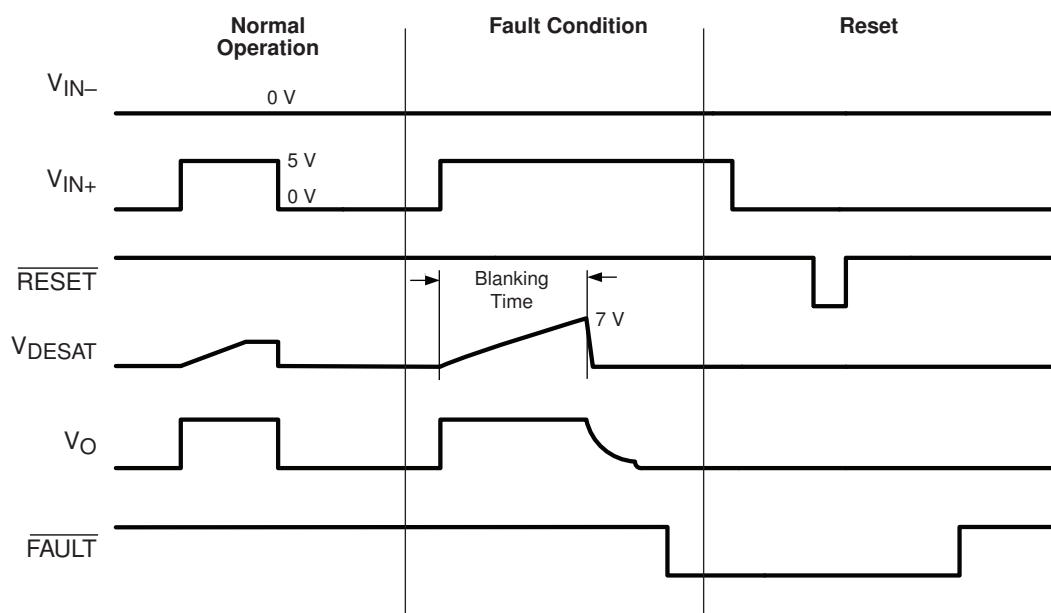 Normal
Operation
Fault Condition
Reset
VIN–
0 V
VIN+
5 V
0 V
RESET
Blanking
Time
7 V
VDESAT
VO
FAULT